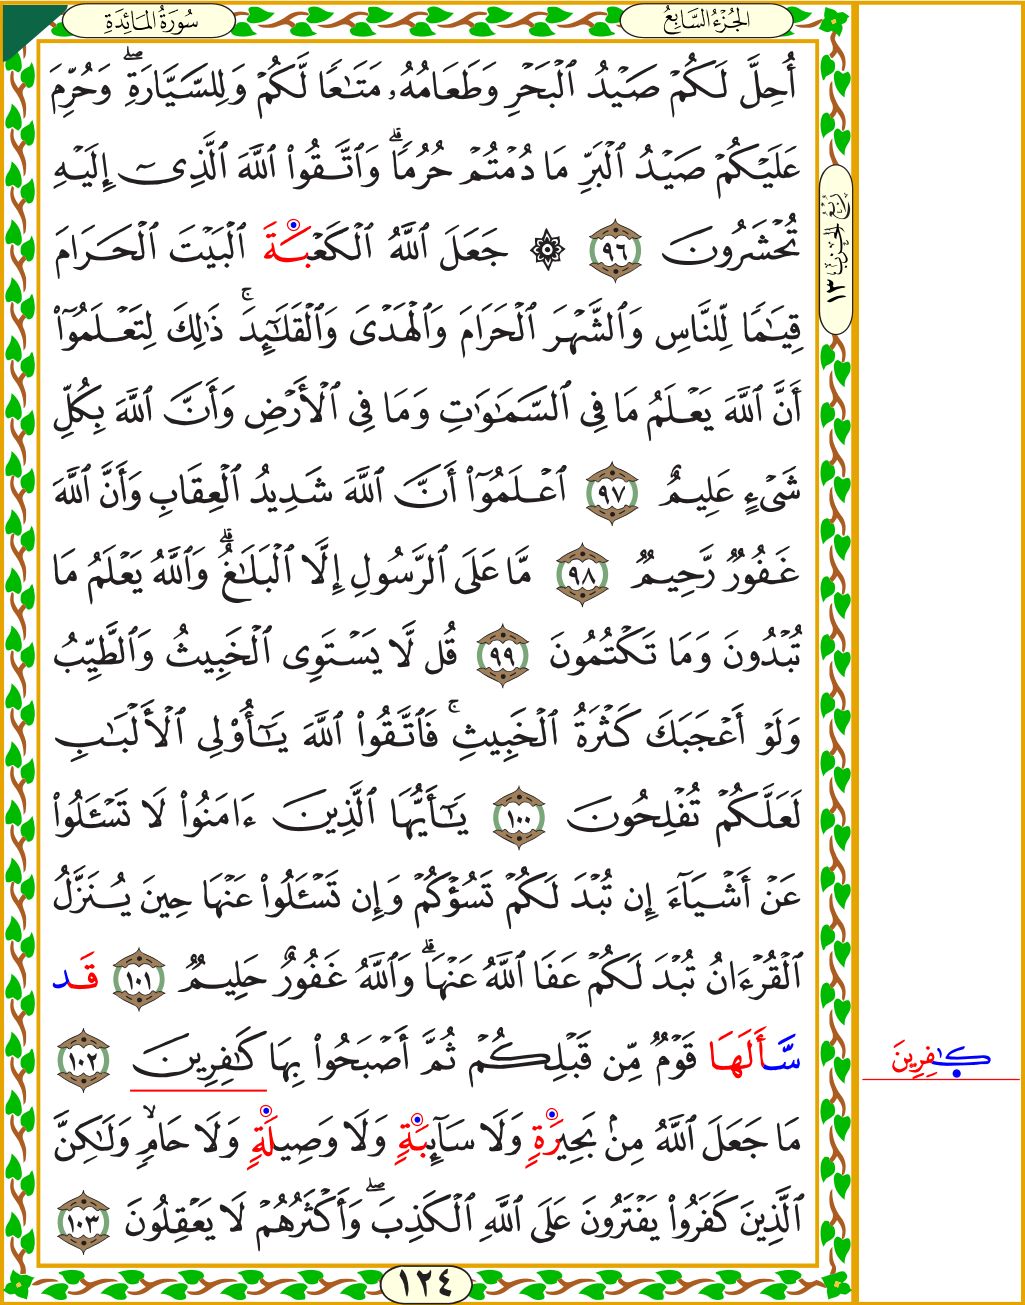 سُورَةُ المَائدَةِ
الجُزْءُ السَّابِعُ
أُحِلَّ لَكُمْ صَيْدُ ٱلْبَحْرِ وَطَعَامُهُۥ مَتَٰعًا لَّكُمْ وَلِلسَّيَّارَةِۖ وَحُرِّمَ
عَلَيْكُمْ صَيْدُ ٱلْبَرِّ مَا دُمْتُمْ حُرُمًاۗ وَٱتَّقُوا۟ ٱللَّهَ ٱلَّذِىٓ إِلَيْهِ
تُحْشَرُونَ ٩٦ ۞ جَعَلَ ٱللَّهُ ٱلْكَعْبَةَ ٱلْبَيْتَ ٱلْحَرَامَ
قِيَٰمًا لِّلنَّاسِ وَٱلشَّهْرَ ٱلْحَرَامَ وَٱلْهَدْىَ وَٱلْقَلَٰٓئِدَۚ ذَٰلِكَ لِتَعْلَمُوٓا۟
أَنَّ ٱللَّهَ يَعْلَمُ مَا فِى ٱلسَّمَٰوَٰتِ وَمَا فِى ٱلْأَرْضِ وَأَنَّ ٱللَّهَ بِكُلِّ
شَىْءٍ عَلِيمٌ ٩٧ ٱعْلَمُوٓا۟ أَنَّ ٱللَّهَ شَدِيدُ ٱلْعِقَابِ وَأَنَّ ٱللَّهَ
غَفُورٌ رَّحِيمٌ ٩٨ مَّا عَلَى ٱلرَّسُولِ إِلَّا ٱلْبَلَٰغُۗ وَٱللَّهُ يَعْلَمُ مَا
تُبْدُونَ وَمَا تَكْتُمُونَ ٩٩ قُل لَّا يَسْتَوِى ٱلْخَبِيثُ وَٱلطَّيِّبُ
وَلَوْ أَعْجَبَكَ كَثْرَةُ ٱلْخَبِيثِۚ فَٱتَّقُوا۟ ٱللَّهَ يَٰٓأُو۟لِى ٱلْأَلْبَٰبِ
لَعَلَّكُمْ تُفْلِحُونَ ١٠٠ يَٰٓأَيُّهَا ٱلَّذِينَ ءَامَنُوا۟ لَا تَسْـَٔلُوا۟
عَنْ أَشْيَآءَ إِن تُبْدَ لَكُمْ تَسُؤْكُمْ وَإِن تَسْـَٔلُوا۟ عَنْهَا حِينَ يُنَزَّلُ
ٱلْقُرْءَانُ تُبْدَ لَكُمْ عَفَا ٱللَّهُ عَنْهَاۗ وَٱللَّهُ غَفُورٌ حَلِيمٌ ١٠١ قَد
سَّأَلَهَا قَوْمٌ مِّن قَبْلِكُمْ ثُمَّ أَصْبَحُوا۟ بِهَا كَٰفِرِينَ ١٠٢
مَا جَعَلَ ٱللَّهُ مِنۢ بَحِيرَةٍ وَلَا سَآئِبَةٍ وَلَا وَصِيلَةٍ وَلَا حَامٍۙ وَلَٰكِنَّ
ٱلَّذِينَ كَفَرُوا۟ يَفْتَرُونَ عَلَى ٱللَّهِ ٱلْكَذِبَۖ وَأَكْثَرُهُمْ لَا يَعْقِلُونَ ١٠٣
رُبْعُ الحِزْبِ ١٣
كَٰفِرِينَ
١٢٤